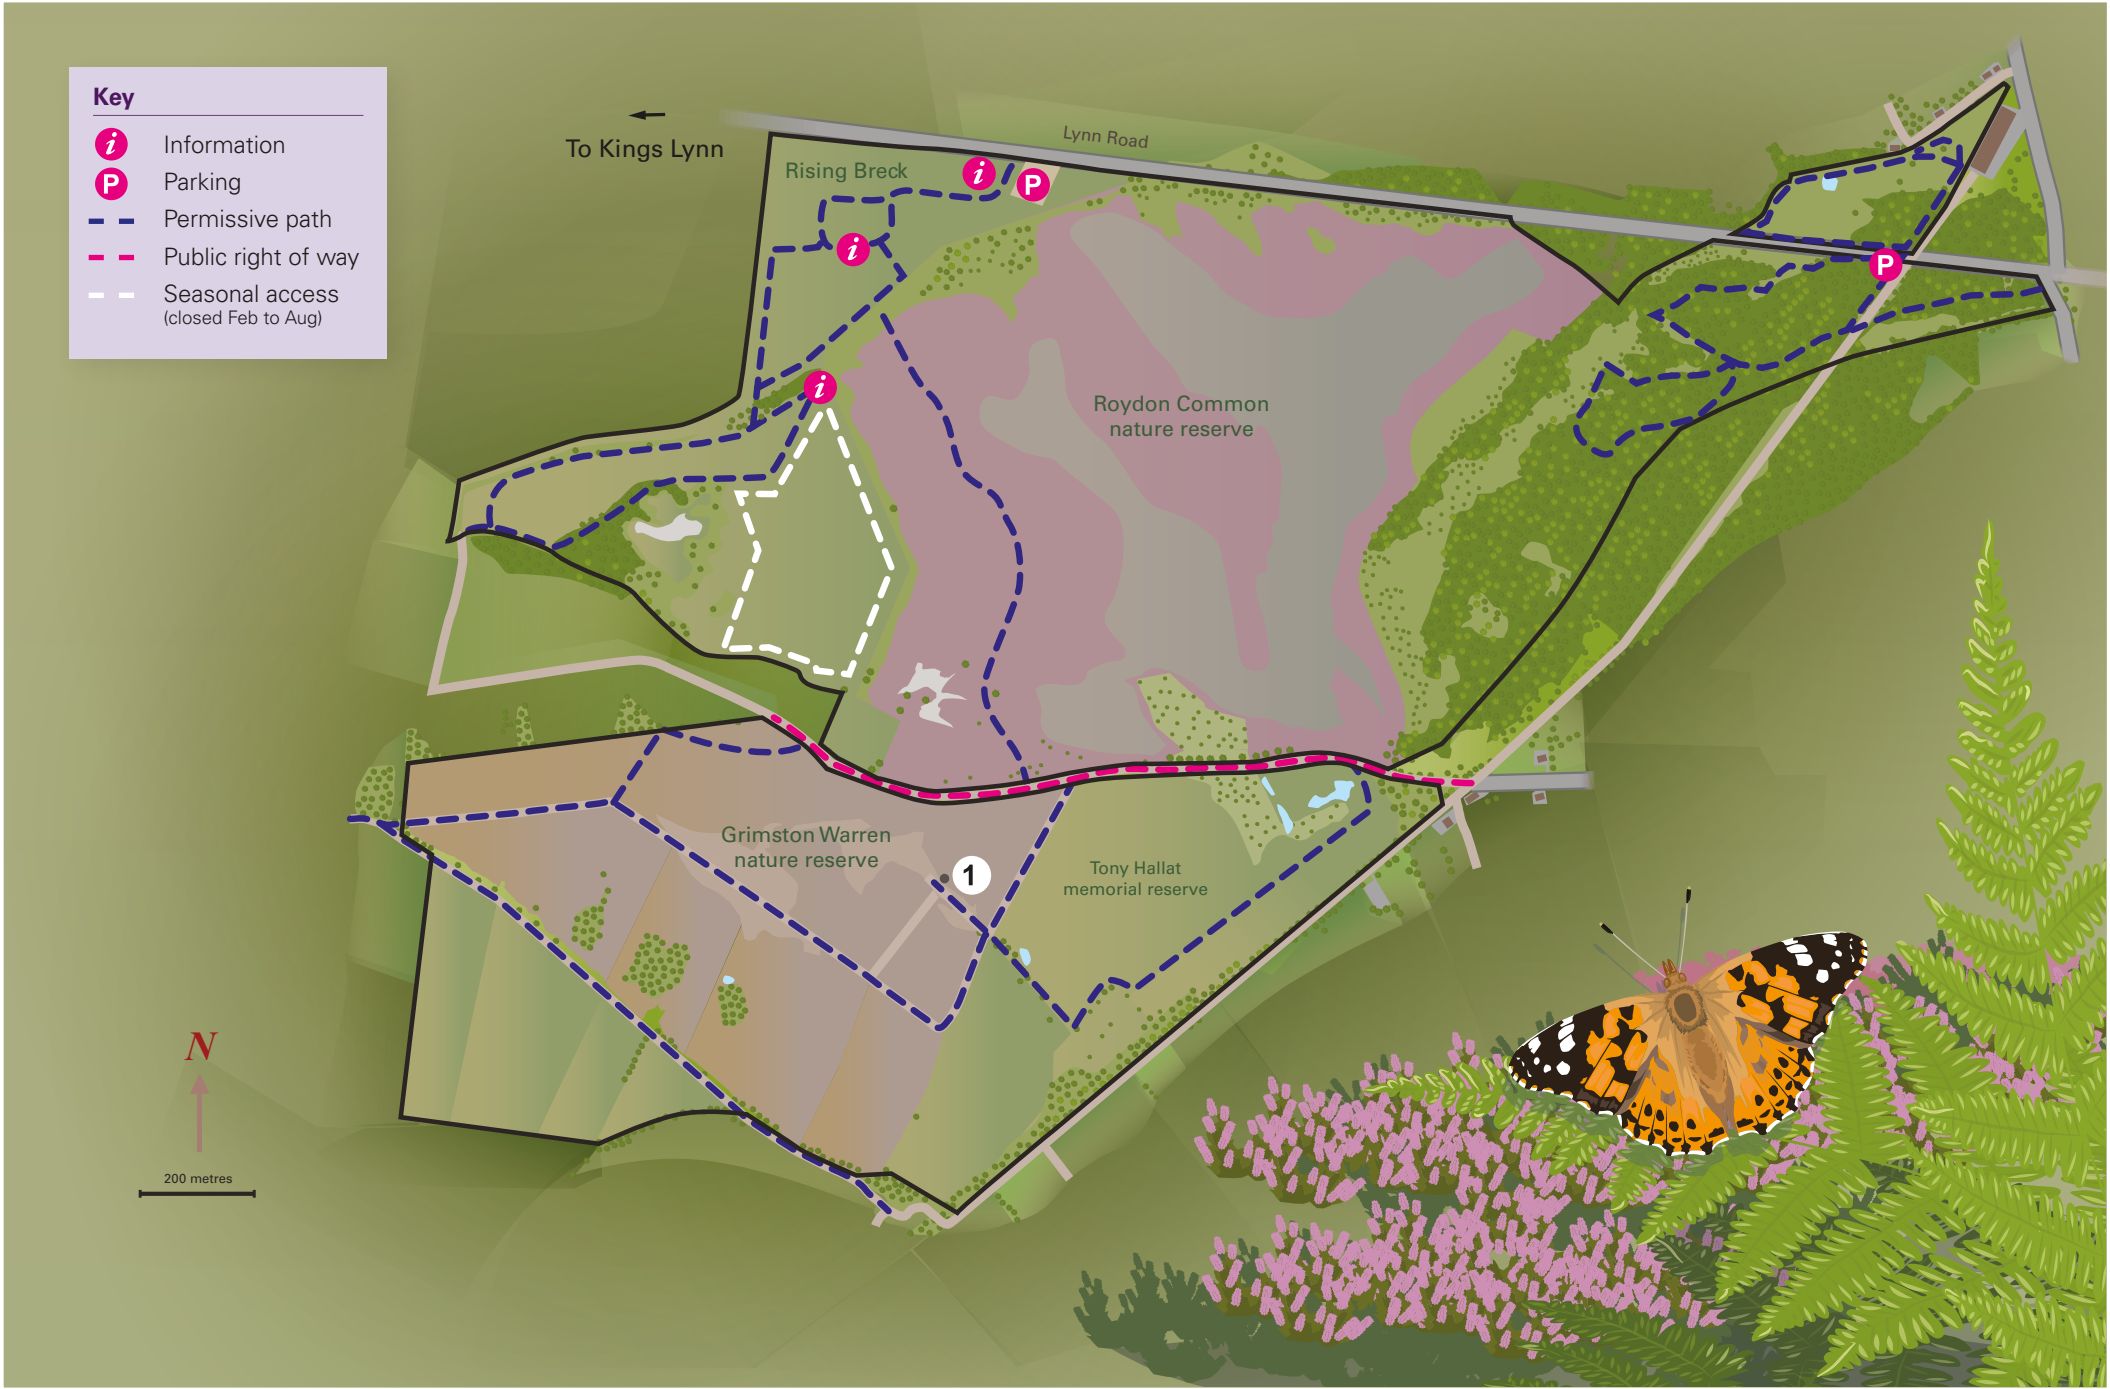 Key
i Information
P Parking
Permissive path
Public right of way
Seasonal access
(closed Feb to Aug)
To Kings Lynn
Lynn Road
Rising Breck
i
P
i
P
i
Roydon Common
nature reserve
Grimston Warren
nature reserve
1
Tony Hallat
memorial reserve
N
200 metres